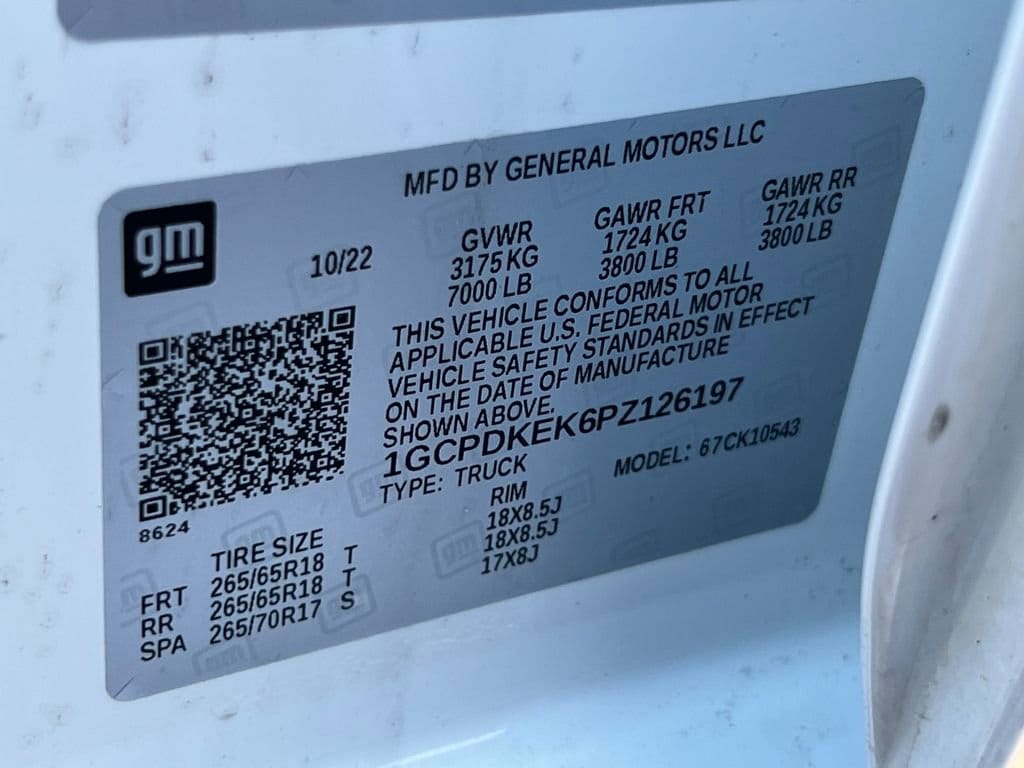 MFD BY GENERAL MOTORS LLC
gm
10/22
GVWR GAWR FRT GAWR RR
3175 KG 1724 KG 1724 KG
7000 LB 3800 LB 3800 LB
THIS VEHICLE CONFORMS TO ALL
APPLICABLE U.S. FEDERAL MOTOR
VEHICLE SAFETY STANDARDS IN EFFECT
ON THE DATE OF MANUFACTURE
SHOWN ABOVE.
1GCPDKEK6PZ126197
TYPE: TRUCK MODEL: 67CK10543
8624
TIRE SIZE RIM
FRT 265/65R18 T 18X8.5J
RR 265/65R18 T 18X8.5J
SPA 265/70R17 S 17X8J